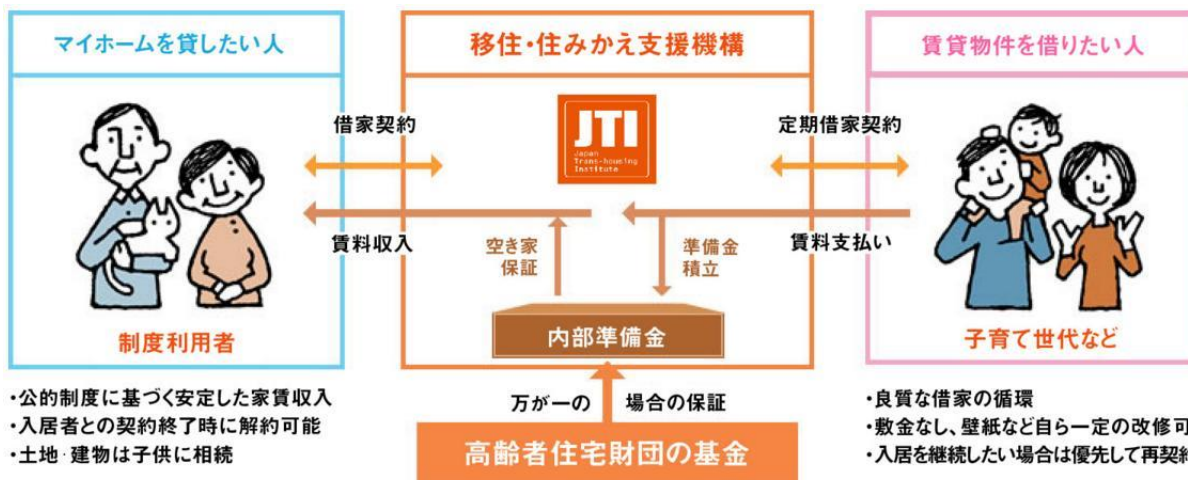 マイホームを貸したい人
移住・住みかえ支援機構
賃貸物件を借りたい人
借家契約
JTI
Japan
Trans-housing
Institute
定期借家契約
賃料収入
空き家
保証
準備金
積立
賃料支払い
内部準備金
制度利用者
子育て世代など
・公的制度に基づく安定した家賃収入
・入居者との契約終了時に解約可能
・土地・建物は子供に相続
万が一の 場合の保証
高齢者住宅財団の基金
・良質な借家の循環
・敷金なし、壁紙など自ら一定の改修可
・入居を継続したい場合は優先して再契約